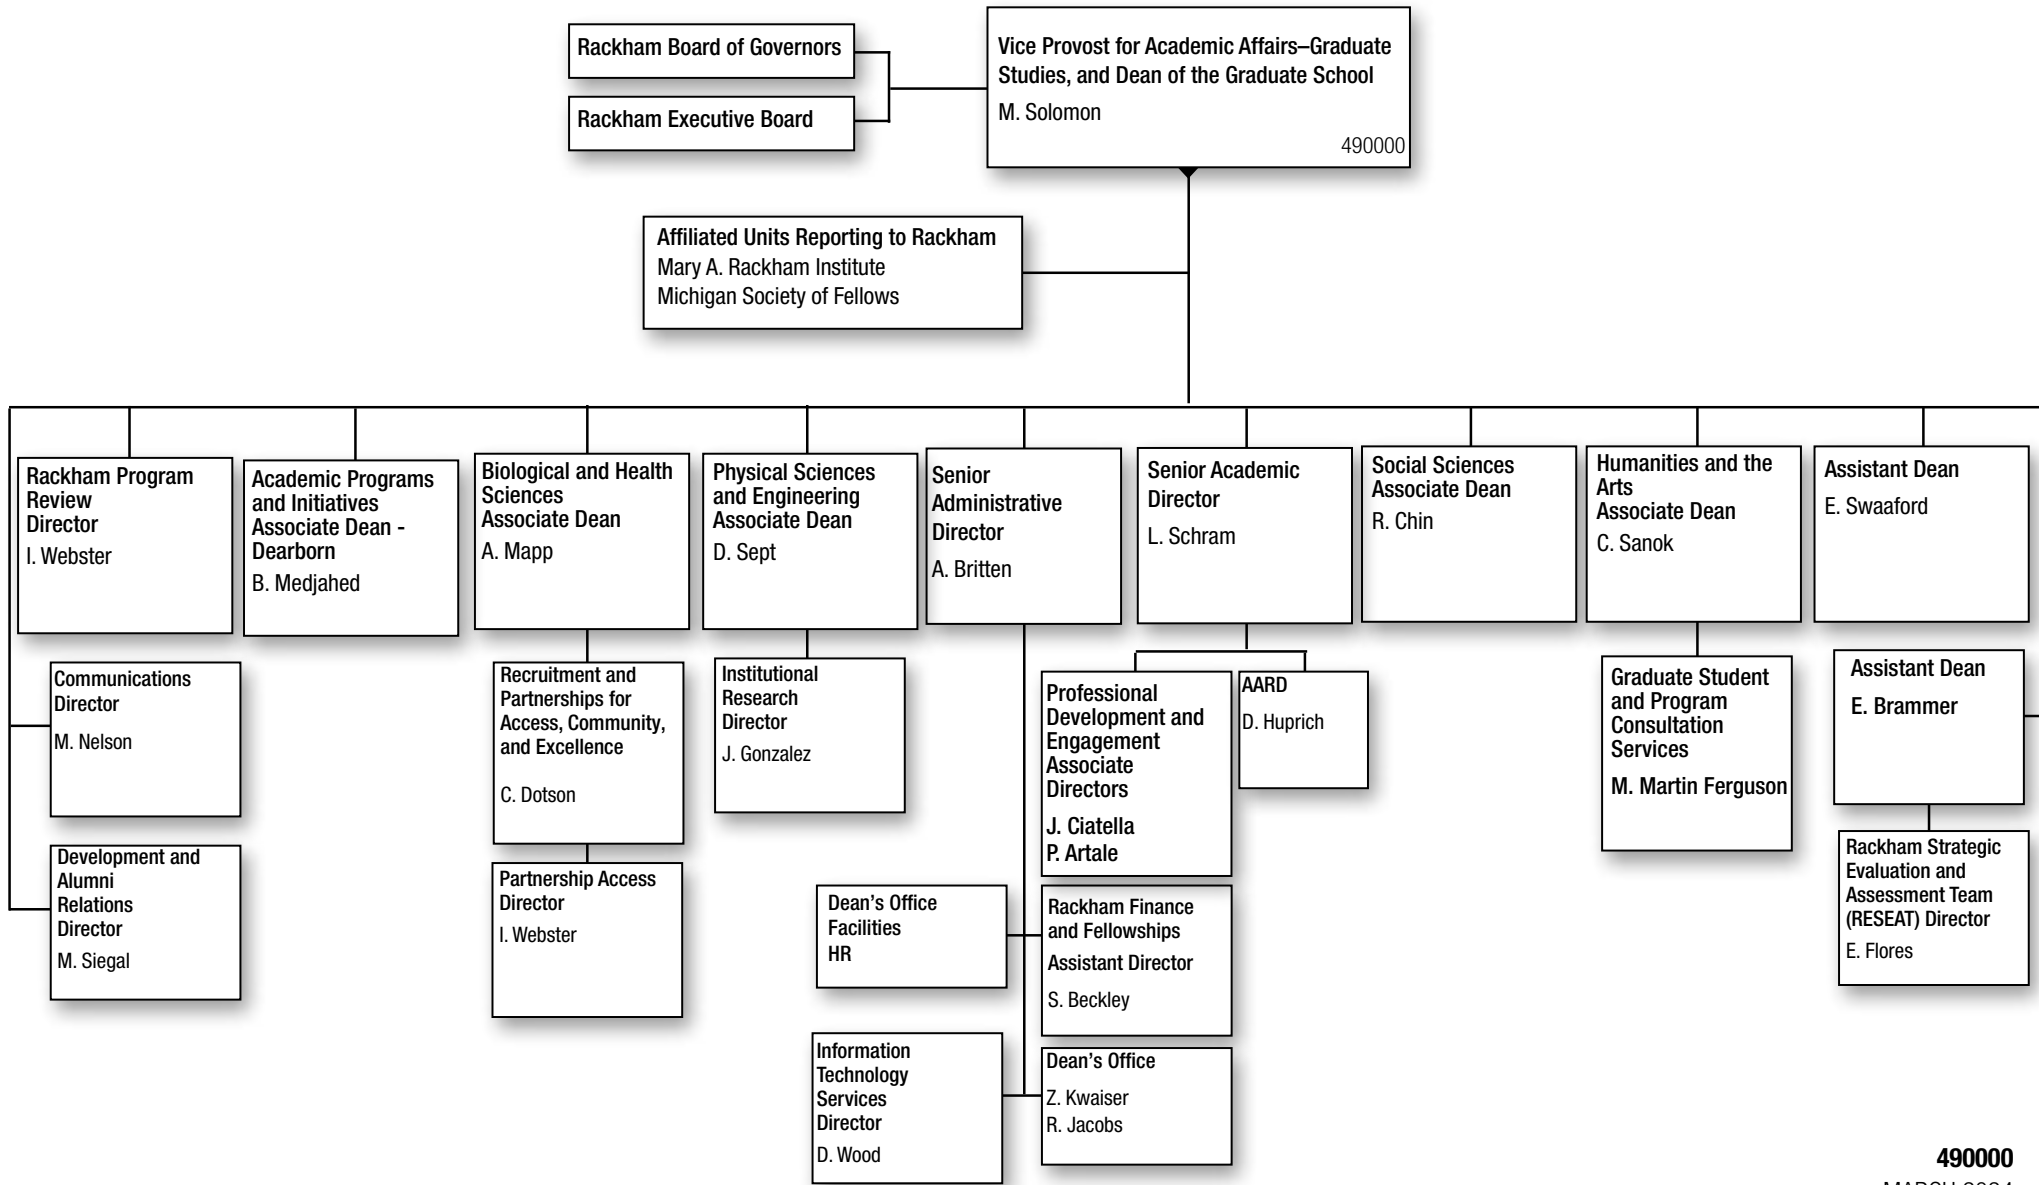 Rackham Board of Governors
Rackham Executive Board
Vice Provost for Academic Affairs–Graduate
Studies, and Dean of the Graduate School
M. Solomon
490000
Affiliated Units Reporting to Rackham
Mary A. Rackham Institute
Michigan Society of Fellows
Rackham Program
Review
Director
I. Webster
Academic Programs
and Initiatives
Associate Dean -
Dearborn
B. Medjahed
Biological and Health
Sciences
Associate Dean
A. Mapp
Physical Sciences
and Engineering
Associate Dean
D. Sept
Senior
Administrative
Director
A. Britten
Senior Academic
Director
L. Schram
Social Sciences
Associate Dean
R. Chin
Humanities and the
Arts
Associate Dean
C. Sanok
Assistant Dean
E. Swaaford
Communications
Director
M. Nelson
Recruitment and
Partnerships for
Access, Community,
and Excellence
C. Dotson
Institutional
Research
Director
J. Gonzalez
Professional
Development and
Engagement
Associate
Directors
J. Ciatella
P. Artale
AARD
D. Huprich
Graduate Student
and Program
Consultation
Services
M. Martin Ferguson
Assistant Dean
E. Brammer
Development and
Alumni
Relations
Director
M. Siegal
Partnership Access
Director
I. Webster
Dean's Office
Facilities
HR
Rackham Finance
and Fellowships
Assistant Director
S. Beckley
Rackham Strategic
Evaluation and
Assessment Team
(RESEAT) Director
E. Flores
Information
Technology
Services
Director
D. Wood
Dean's Office
Z. Kwaiser
R. Jacobs
490000